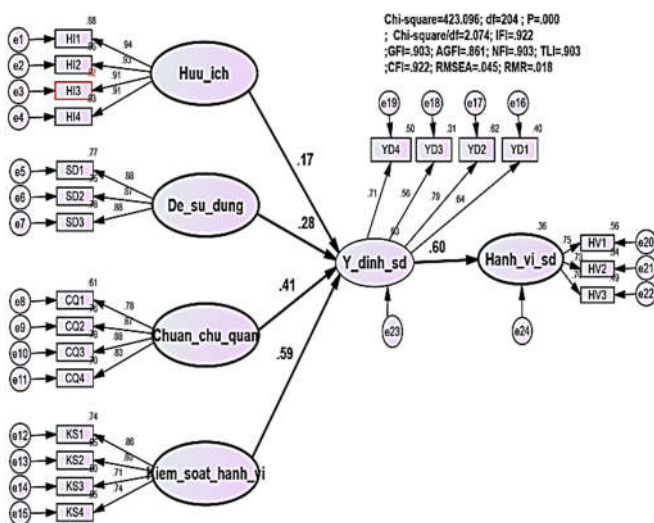 Chi-square=423.096; df=204 ; P=.000
; Chi-square/df=2.074; IFI=.922
;GFI=.903; AGFI=.861; NFI=.903; TLI=.903
;CFI=.922; RMSEA=.045; RMR=.018
e19
e18
e17
e16
.50
.31
.62
.40
YD4
YD3
YD2
YD1
.71
.56
.79
.64
e1
HI1
.88
.94
e2
HI2
.93
e3
HI3
.91
e4
HI4
.91
Huu_ich
.17
e5
SD1
.77
.88
e6
SD2
.87
e7
SD3
.88
De_su_dung
.28
Y_dinh_sd
.60
Hanh_vi_sd
.36
.56
HV1
e20
.75
HV2
e21
HV3
e22
e23
e24
e8
CQ1
.61
.78
e9
CQ2
.87
e10
CQ3
.88
e11
CQ4
.83
Chuan_chu_quan
.41
e12
KS1
.74
.86
e13
KS2
.80
e14
KS3
.71
e15
KS4
.74
Kiem_soat_hanh_vi
.59